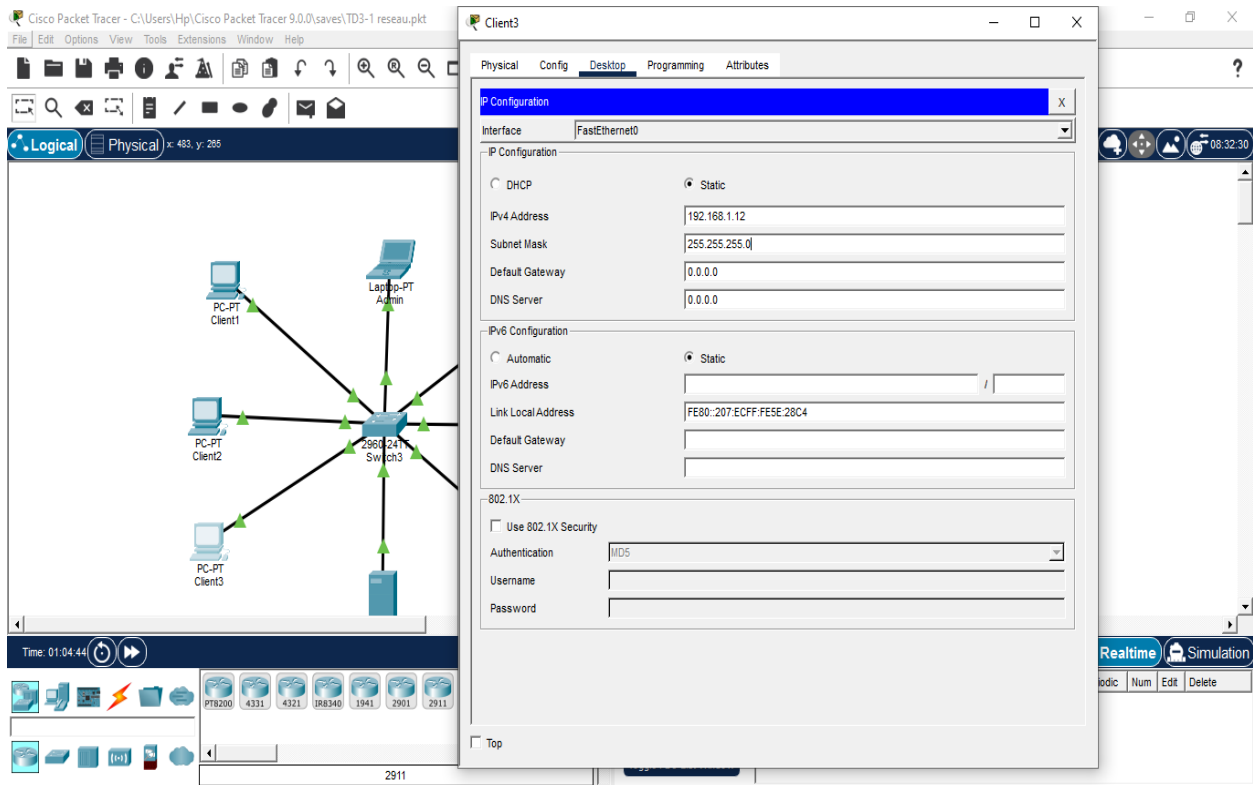 Cisco Packet Tracer - C:\Users\Hp\Cisco Packet Tracer 9.0.0\saves\TD3-1 reseau.pkt
File Edit Options View Tools Extensions Window Help
?
Logical Physical x: 483, y: 265
08:32:30
Laptop-PT
Admin
PC-PT
Client1
PC-PT
Client2
2960-24TT
Switch3
PC-PT
Client3
Client3
Physical Config Desktop Programming Attributes
IP Configuration X
Interface FastEthernet0
IP Configuration
DHCP Static
IPv4 Address 192.168.1.12
Subnet Mask 255.255.255.0
Default Gateway 0.0.0.0
DNS Server 0.0.0.0
IPv6 Configuration
Automatic Static
IPv6 Address /
Link Local Address FE80::207:ECFF:FE5E:28C4
Default Gateway
DNS Server
802.1X
Use 802.1X Security
Authentication MD5
Username
Password
Top
Time: 01:04:44
Realtime Simulation
iodic Num Edit Delete
PT8200 4331 4321 IR8340 1941 2901 2911
2911